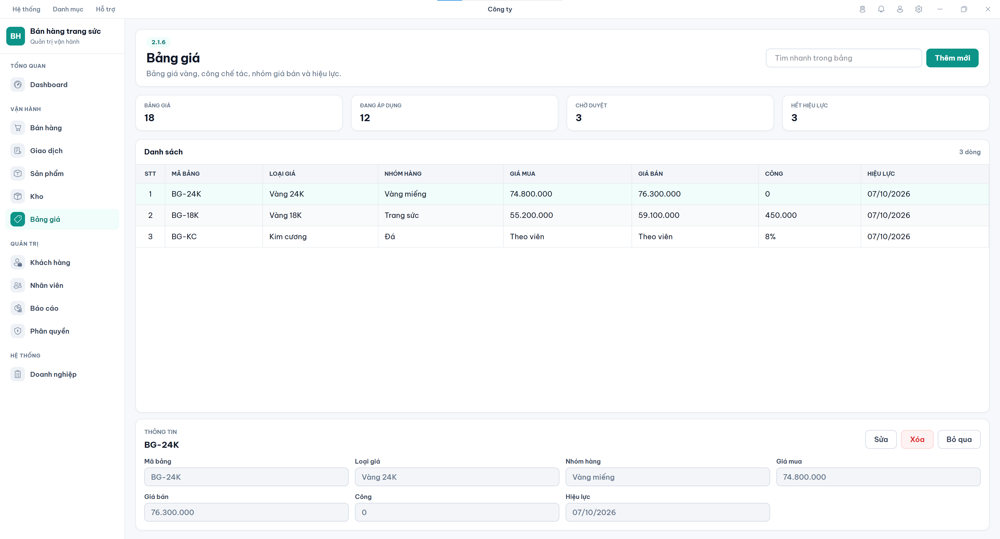 Hệ thống Danh mục Hỗ trợ Công ty
BH Bán hàng trang sức
Quản trị vận hành
TỔNG QUAN
Dashboard
VẬN HÀNH
Bán hàng
Giao dịch
Sản phẩm
Kho
Bảng giá
QUẢN TRỊ
Khách hàng
Nhân viên
Báo cáo
Phân quyền
HỆ THỐNG
Doanh nghiệp
2.1.6
Bảng giá
Bảng giá vàng, công chế tác, nhóm giá bán và hiệu lực.
Tìm nhanh trong bảng Thêm mới
BẢNG GIÁ
18
ĐANG ÁP DỤNG
12
CHỜ DUYỆT
3
HẾT HIỆU LỰC
3
Danh sách 3 dòng
STT MÃ BẢNG LOẠI GIÁ NHÓM HÀNG GIÁ MUA GIÁ BÁN CÔNG HIỆU LỰC
1 BG-24K Vàng 24K Vàng miếng 74.800.000 76.300.000 0 07/10/2026
2 BG-18K Vàng 18K Trang sức 55.200.000 59.100.000 450.000 07/10/2026
3 BG-KC Kim cương Đá Theo viên Theo viên 8% 07/10/2026
THÔNG TIN
BG-24K
Sửa Xóa Bỏ qua
Mã bảng Loại giá Nhóm hàng Giá mua
BG-24K Vàng 24K Vàng miếng 74.800.000
Giá bán Công Hiệu lực
76.300.000 0 07/10/2026